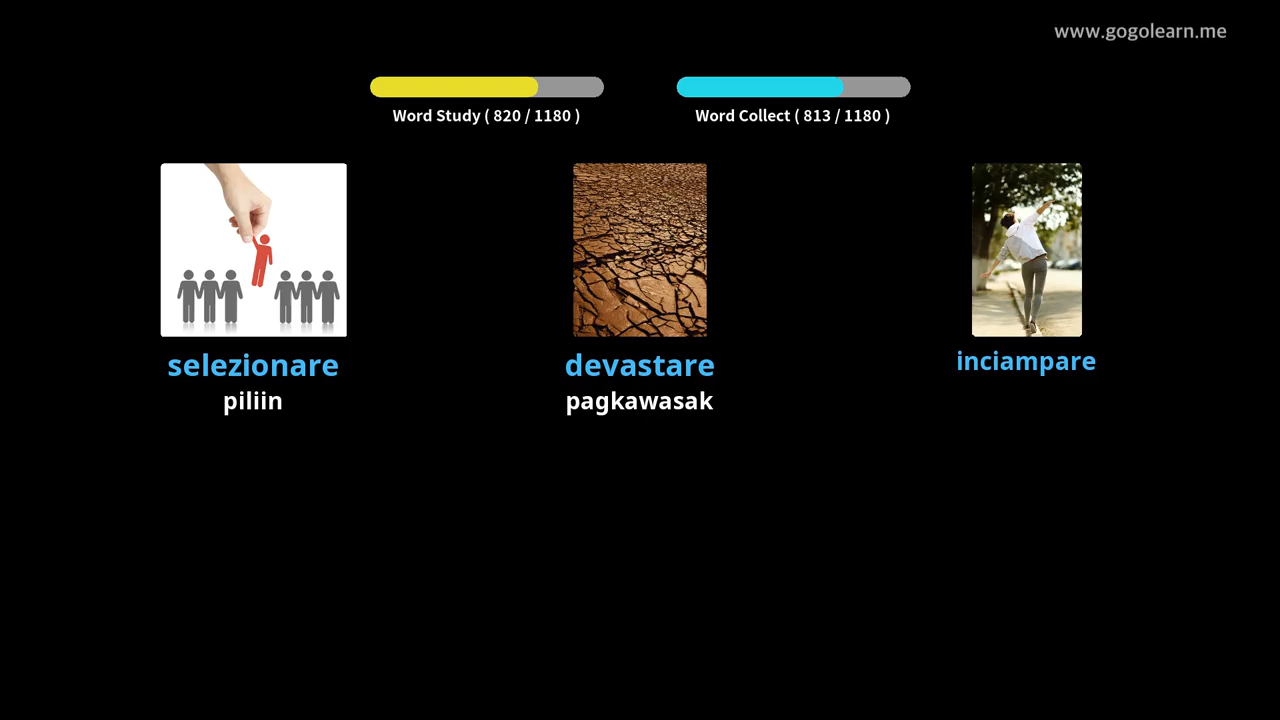 www.gogolearn.me
Word Study ( 820 / 1180 )
Word Collect ( 813 / 1180 )
selezionare
piliin
devastare
pagkawasak
inciampare